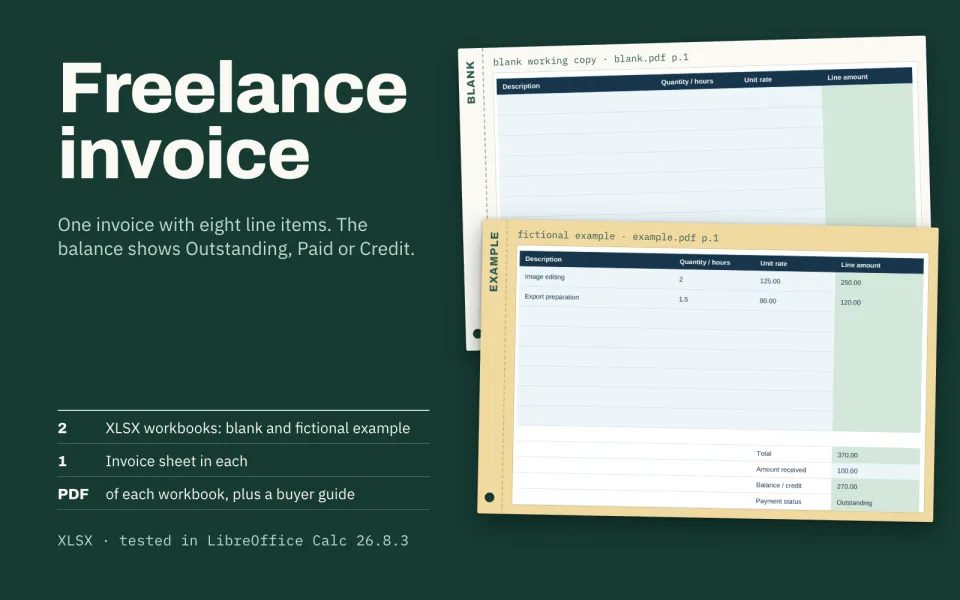 Freelance
invoice
One invoice with eight line items. The
balance shows Outstanding, Paid or Credit.
2 XLSX workbooks: blank and fictional example
1 Invoice sheet in each
PDF of each workbook, plus a buyer guide
XLSX · tested in LibreOffice Calc 26.8.3
BLANK
blank working copy · blank.pdf p.1
Description Quantity / hours Unit rate Line amount
EXAMPLE
fictional example · example.pdf p.1
Description Quantity / hours Unit rate Line amount
Image editing 2 125.00 250.00
Export preparation 1.5 80.00 120.00
Total 370.00
Amount received 100.00
Balance / credit 270.00
Payment status Outstanding